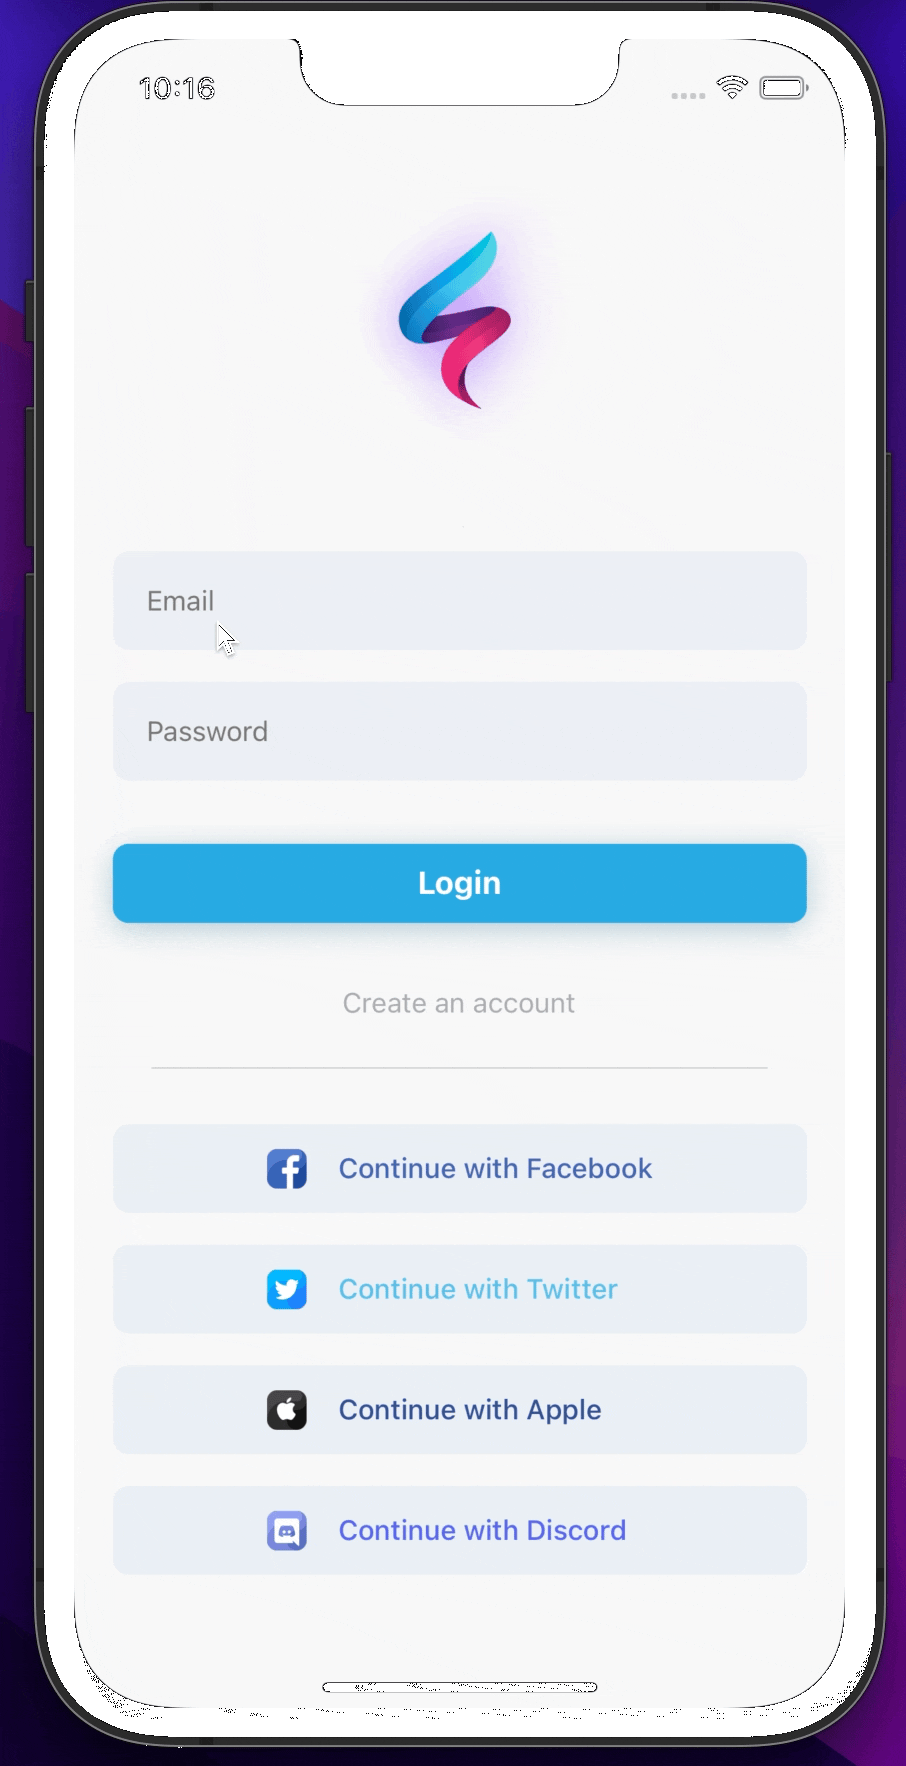 10:16
Email
Password
Login
Create an account
Continue with Facebook
Continue with Twitter
Continue with Apple
Continue with Discord